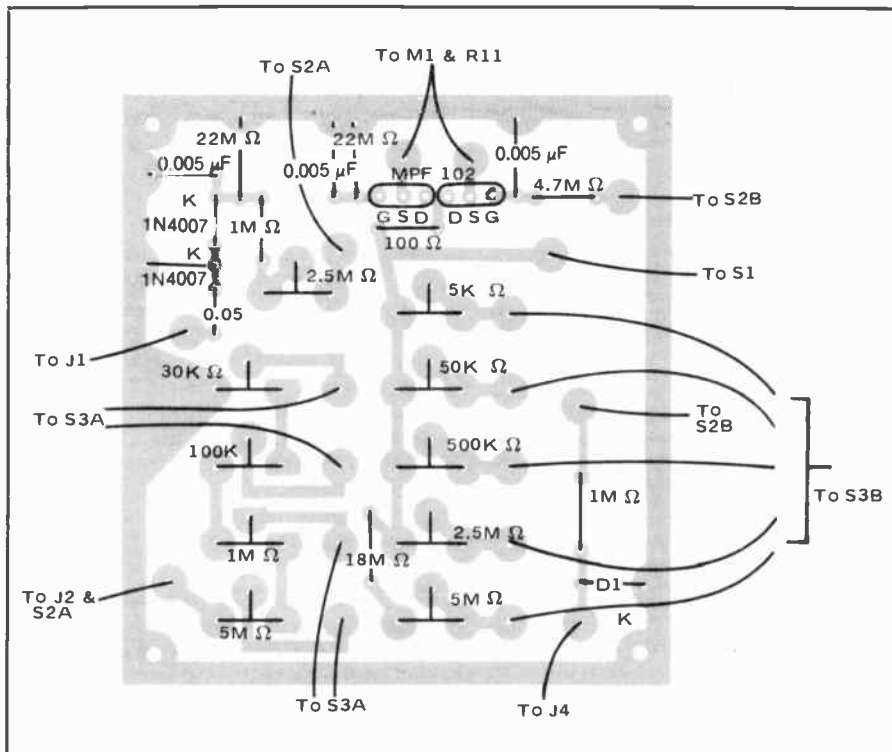 To M1 & R11
To S2A
22M Ω
22M Ω
0.005 µF
0.005 µF
0.005 µF
MPF 102
4.7M Ω
To S2B
K
1N4007
1M Ω
G S D
D S G
100 Ω
K
1N4007
2.5M Ω
To S1
5K Ω
0.05
To J1
30K Ω
50K Ω
To S3A
To
S2B
100K
500K Ω
1M Ω
To S3B
1M Ω
18M Ω
2.5M Ω
To J2 &
S2A
D1
5M Ω
5M Ω
K
To S3A
To J4